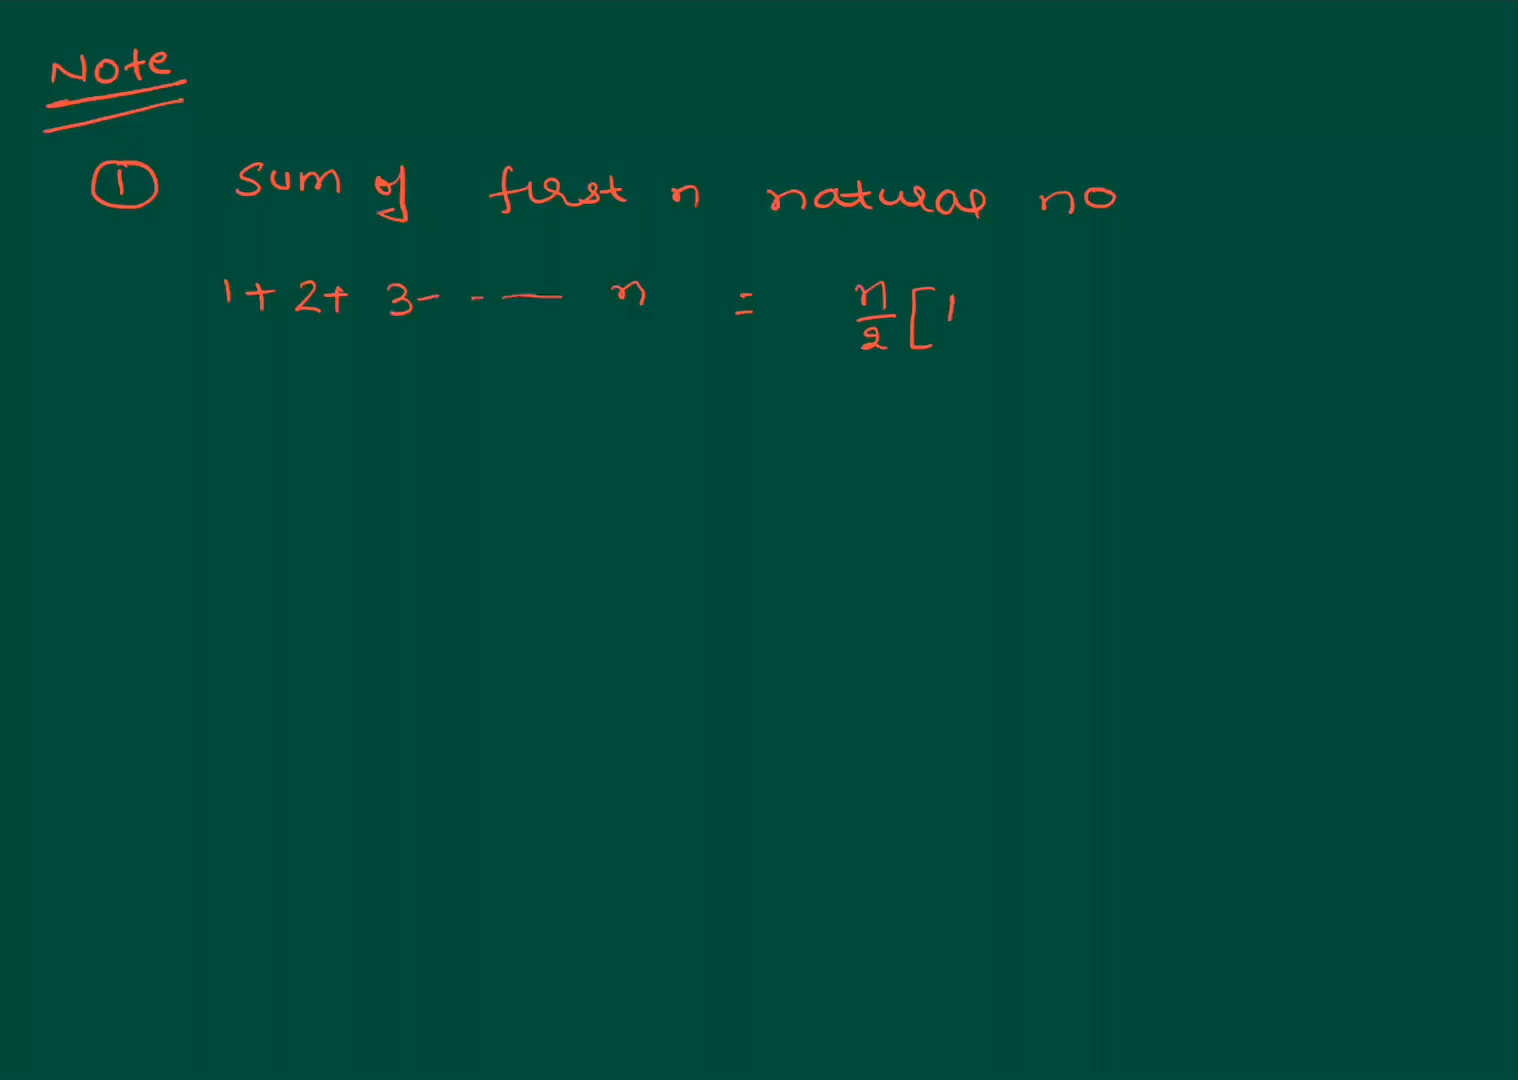 Note
① Sum of first n natural no
1 + 2 + 3 - - — n = n/2 [ 1